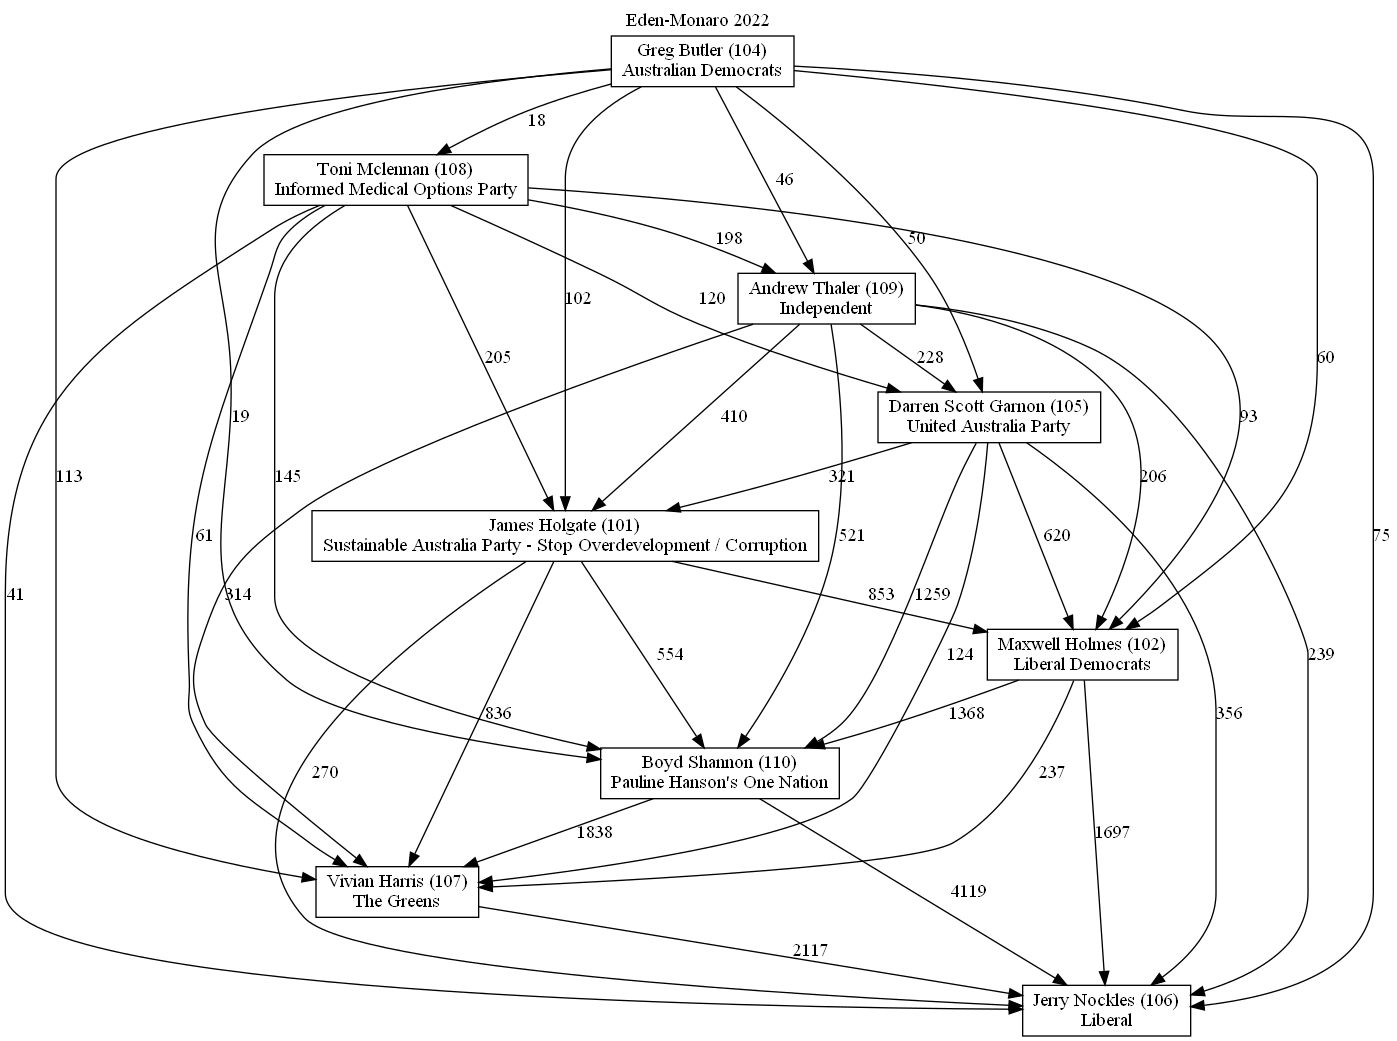 Eden-Monaro 2022
Greg Butler (104)
Australian Democrats
18
Toni Mclennan (108)
Informed Medical Options Party
46
198
50
102
120
Andrew Thaler (109)
Independent
205
228
60
Darren Scott Garnon (105)
United Australia Party
19
410
93
113
145
321
206
James Holgate (101)
Sustainable Australia Party - Stop Overdevelopment / Corruption
61
521
620
75
41
314
853
1259
Maxwell Holmes (102)
Liberal Democrats
554
124
239
836
1368
356
270
Boyd Shannon (110)
Pauline Hanson's One Nation
237
1838
1697
Vivian Harris (107)
The Greens
4119
2117
Jerry Nockles (106)
Liberal